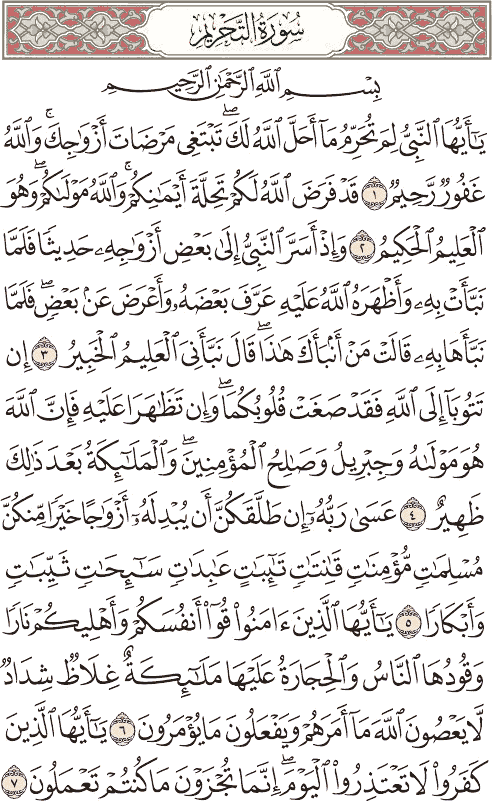 سُورَةُ التَّحْرِيمِ
بِسْمِ ٱللَّهِ ٱلرَّحْمَٰنِ ٱلرَّحِيمِ
يَٰٓأَيُّهَا ٱلنَّبِىُّ لِمَ تُحَرِّمُ مَآ أَحَلَّ ٱللَّهُ لَكَۖ تَبْتَغِى مَرْضَاتَ أَزْوَٰجِكَۚ وَٱللَّهُ
غَفُورٌ رَّحِيمٌ ١ قَدْ فَرَضَ ٱللَّهُ لَكُمْ تَحِلَّةَ أَيْمَٰنِكُمْۚ وَٱللَّهُ مَوْلَىٰكُمْۖ وَهُوَ
ٱلْعَلِيمُ ٱلْحَكِيمُ ٢ وَإِذْ أَسَرَّ ٱلنَّبِىُّ إِلَىٰ بَعْضِ أَزْوَٰجِهِۦ حَدِيثًا فَلَمَّا
نَبَّأَتْ بِهِۦ وَأَظْهَرَهُ ٱللَّهُ عَلَيْهِ عَرَّفَ بَعْضَهُۥ وَأَعْرَضَ عَنۢ بَعْضٍۖ فَلَمَّا
نَبَّأَهَا بِهِۦ قَالَتْ مَنْ أَنۢبَأَكَ هَٰذَاۖ قَالَ نَبَّأَنِىَ ٱلْعَلِيمُ ٱلْخَبِيرُ ٣ إِن
تَتُوبَآ إِلَى ٱللَّهِ فَقَدْ صَغَتْ قُلُوبُكُمَاۖ وَإِن تَظَٰهَرَا عَلَيْهِ فَإِنَّ ٱللَّهَ
هُوَ مَوْلَىٰهُ وَجِبْرِيلُ وَصَٰلِحُ ٱلْمُؤْمِنِينَۖ وَٱلْمَلَٰٓئِكَةُ بَعْدَ ذَٰلِكَ
ظَهِيرٌ ٤ عَسَىٰ رَبُّهُۥٓ إِن طَلَّقَكُنَّ أَن يُبْدِلَهُۥٓ أَزْوَٰجًا خَيْرًا مِّنكُنَّ
مُسْلِمَٰتٍ مُّؤْمِنَٰتٍ قَٰنِتَٰتٍ تَٰٓئِبَٰتٍ عَٰبِدَٰتٍ سَٰٓئِحَٰتٍ ثَيِّبَٰتٍ
وَأَبْكَارًا ٥ يَٰٓأَيُّهَا ٱلَّذِينَ ءَامَنُوا۟ قُوٓا۟ أَنفُسَكُمْ وَأَهْلِيكُمْ نَارًا
وَقُودُهَا ٱلنَّاسُ وَٱلْحِجَارَةُ عَلَيْهَا مَلَٰٓئِكَةٌ غِلَاظٌ شِدَادٌ
لَّا يَعْصُونَ ٱللَّهَ مَآ أَمَرَهُمْ وَيَفْعَلُونَ مَا يُؤْمَرُونَ ٦ يَٰٓأَيُّهَا ٱلَّذِينَ
كَفَرُوا۟ لَا تَعْتَذِرُوا۟ ٱلْيَوْمَۖ إِنَّمَا تُجْزَوْنَ مَا كُنتُمْ تَعْمَلُونَ ٧